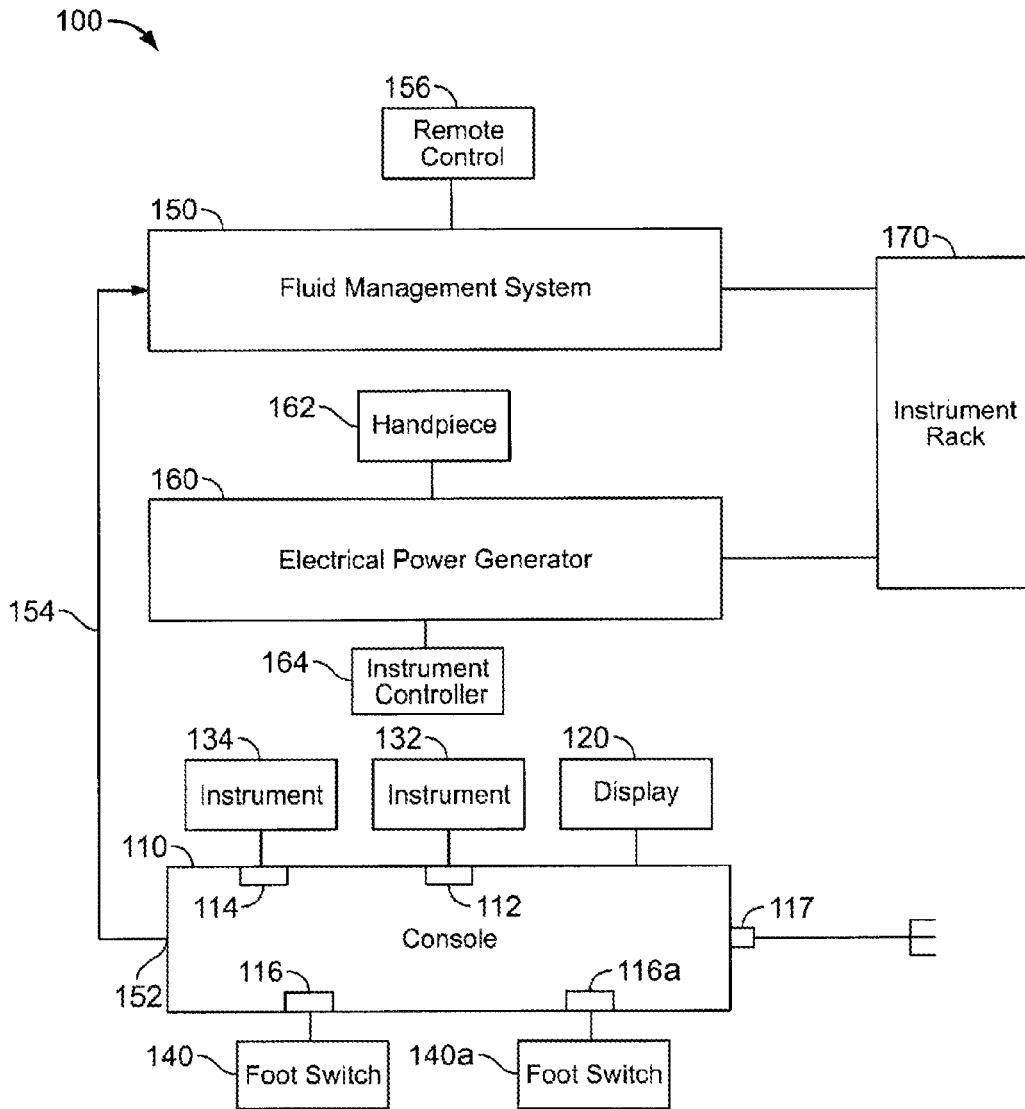 100
156
Remote
Control
150
Fluid Management System
170
Instrument
Rack
162
Handpiece
160
Electrical Power Generator
154
164
Instrument
Controller
134
Instrument
132
Instrument
120
Display
110
114
112
117
Console
152
116
116a
140
Foot Switch
140a
Foot Switch